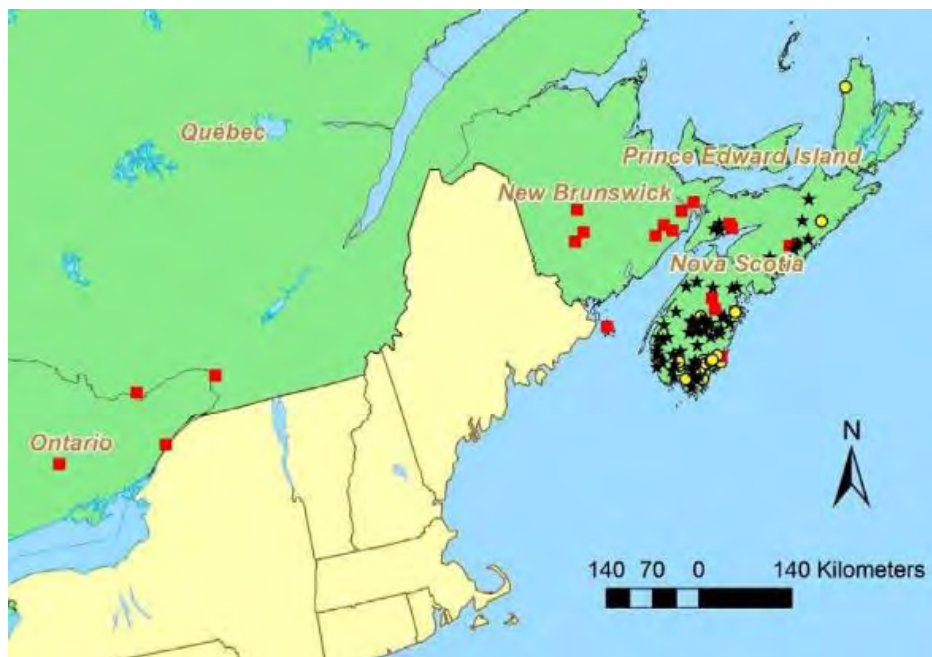 Québec
Prince Edward Island
New Brunswick
Nova Scotia
Ontario
N
140 70 0 140 Kilometers